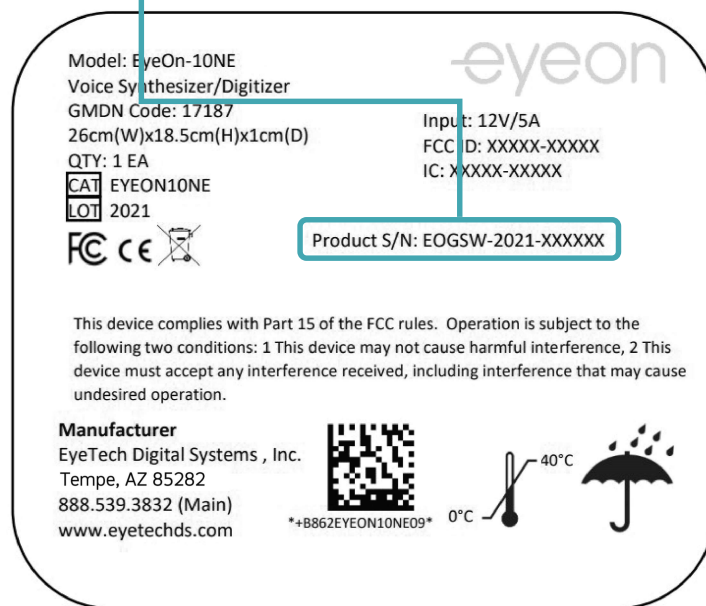 Model: EyeOn-10NE
Voice Synthesizer/Digitizer
GMDN Code: 17187
26cm(W)x18.5cm(H)x1cm(D)
QTY: 1 EA
CAT EYEON10NE
LOT 2021
FC CE
eyeon
Input: 12V/5A
FCC ID: XXXXX-XXXXX
IC: XXXXX-XXXXX
Product S/N: EOGSW-2021-XXXXXX
This device complies with Part 15 of the FCC rules. Operation is subject to the
following two conditions: 1 This device may not cause harmful interference, 2 This
device must accept any interference received, including interference that may cause
undesired operation.
Manufacturer
EyeTech Digital Systems , Inc.
Tempe, AZ 85282
888.539.3832 (Main)
www.eyetechds.com
*+B862EYEON10NE09*
40°C
0°C